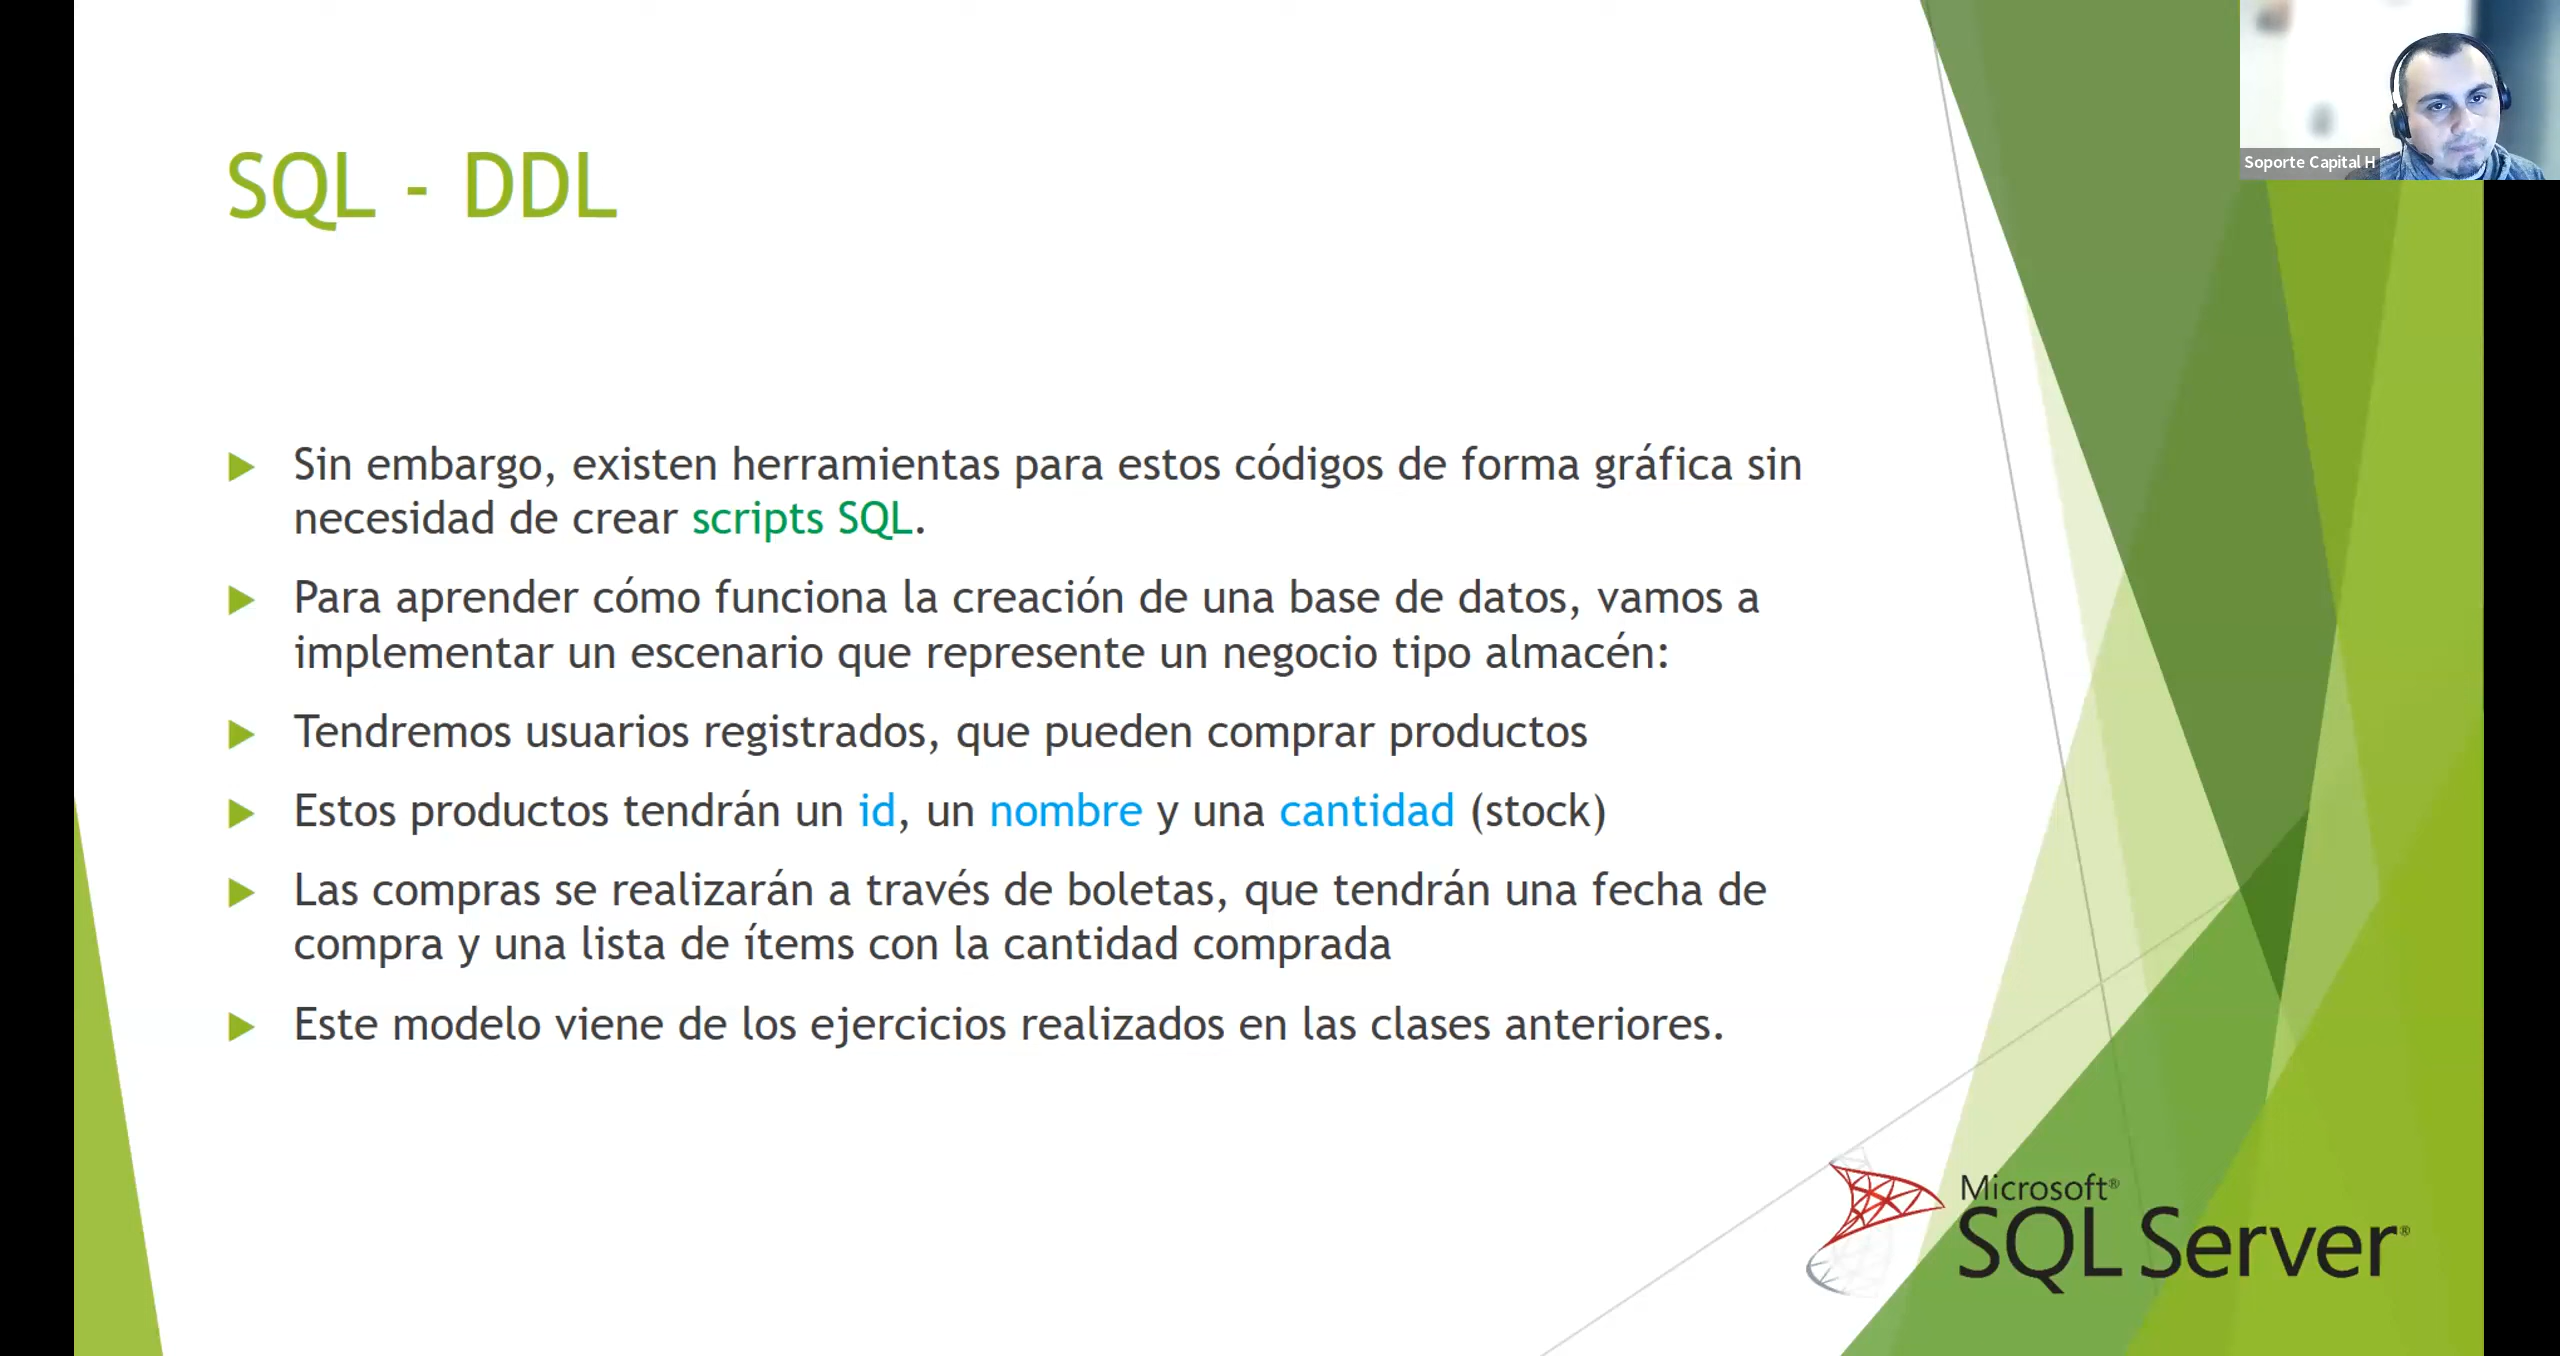 Soporte Capital H
SQL - DDL
Sin embargo, existen herramientas para estos códigos de forma gráfica sin
necesidad de crear scripts SQL.
Para aprender cómo funciona la creación de una base de datos, vamos a
implementar un escenario que represente un negocio tipo almacén:
Tendremos usuarios registrados, que pueden comprar productos
Estos productos tendrán un id, un nombre y una cantidad (stock)
Las compras se realizarán a través de boletas, que tendrán una fecha de
compra y una lista de ítems con la cantidad comprada
Este modelo viene de los ejercicios realizados en las clases anteriores.
Microsoft®
SQL Server®